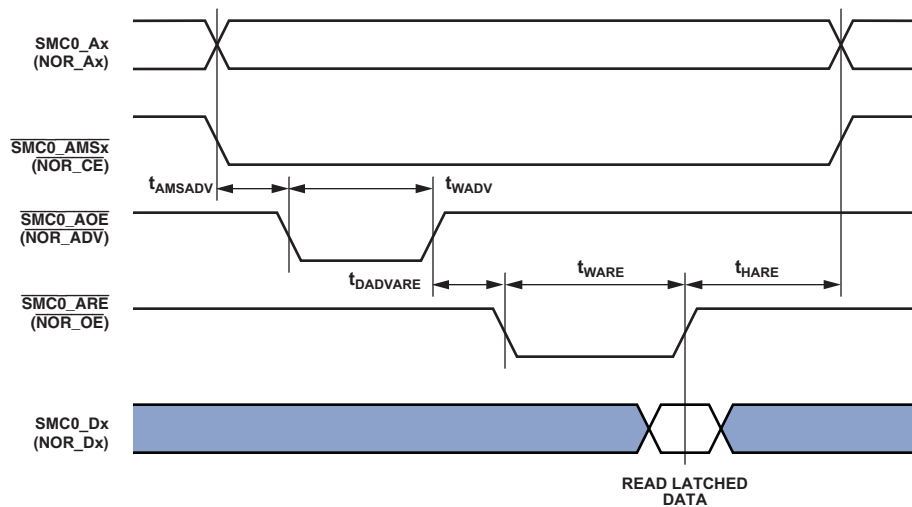 SMC0_Ax
(NOR_Ax)
SMC0_AMSx
(NOR_CE)
tAMSADV
tWADV
SMC0_AOE
(NOR_ADV)
tDADVARE
tWARE
tHARE
SMC0_ARE
(NOR_OE)
SMC0_Dx
(NOR_Dx)
READ LATCHED
DATA